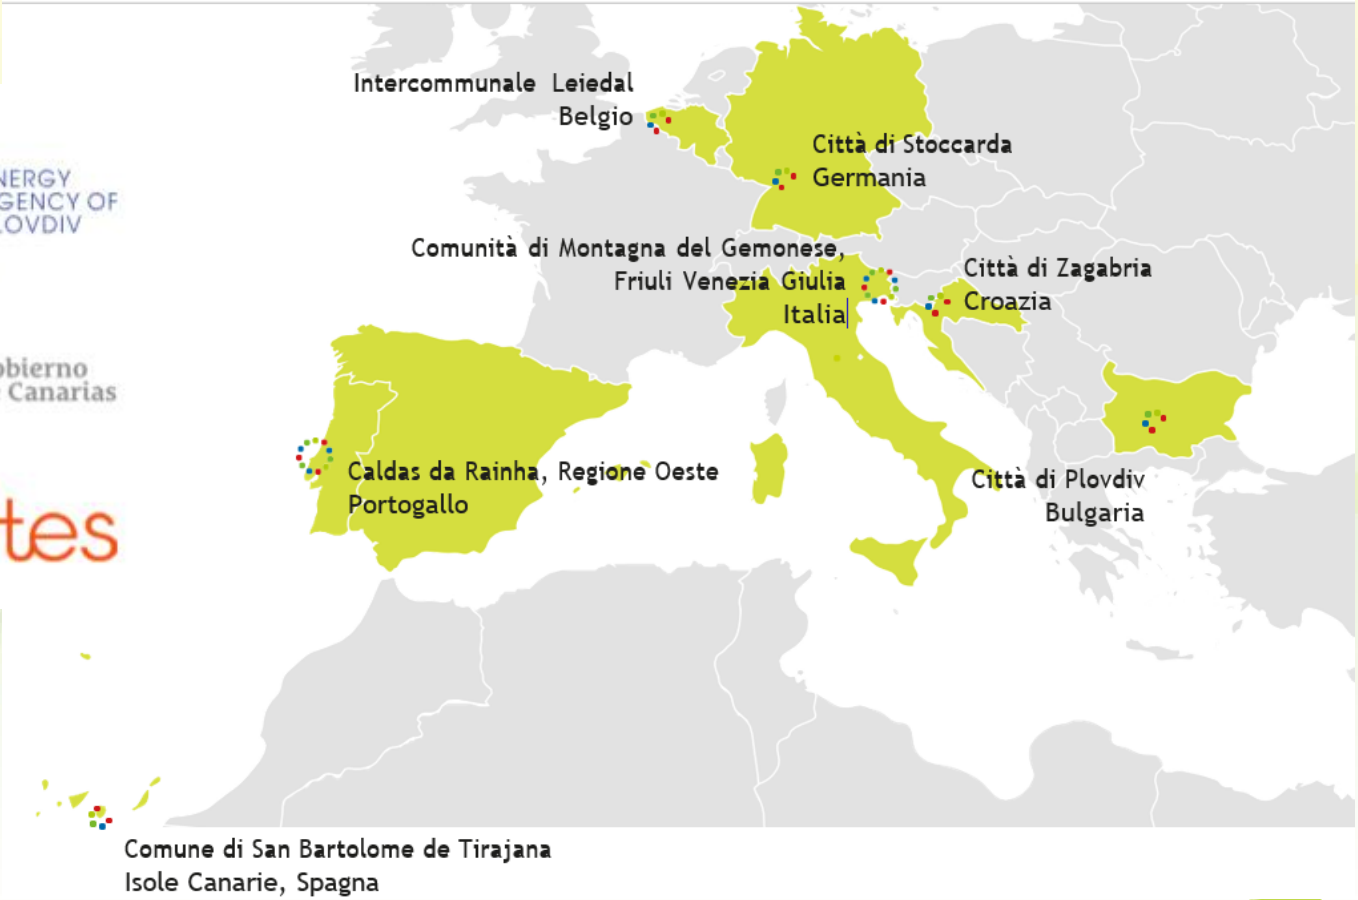 Intercommunale Leiedal
Belgio
Città di Stoccarda
Germania
NERGY
GENCY OF
LOVDIV
Comunità di Montagna del Gemonese,
Friuli Venezia Giulia
Italia
Città di Zagabria
Croazia
obierno
Canarias
Caldas da Rainha, Regione Oeste
Portogallo
Città di Plovdiv
Bulgaria
tes
Comune di San Bartolome de Tirajana
Isole Canarie, Spagna